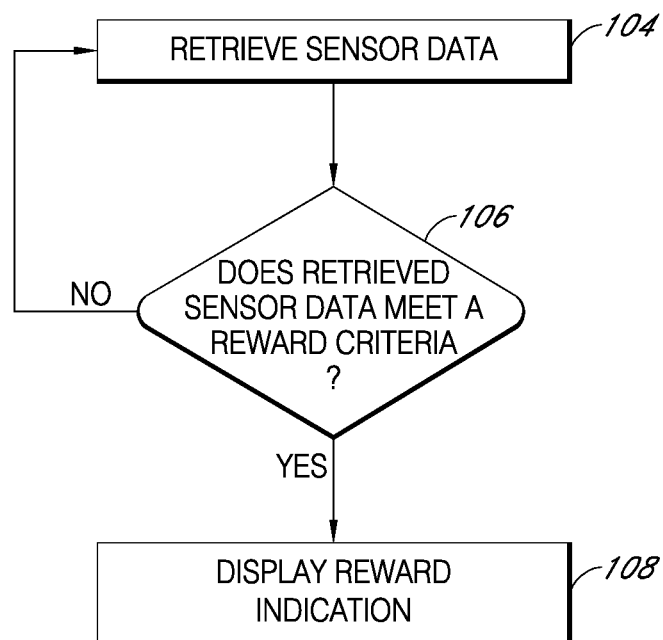 RETRIEVE SENSOR DATA
104
106
DOES RETRIEVED
SENSOR DATA MEET A
REWARD CRITERIA
?
NO
YES
DISPLAY REWARD
INDICATION
108